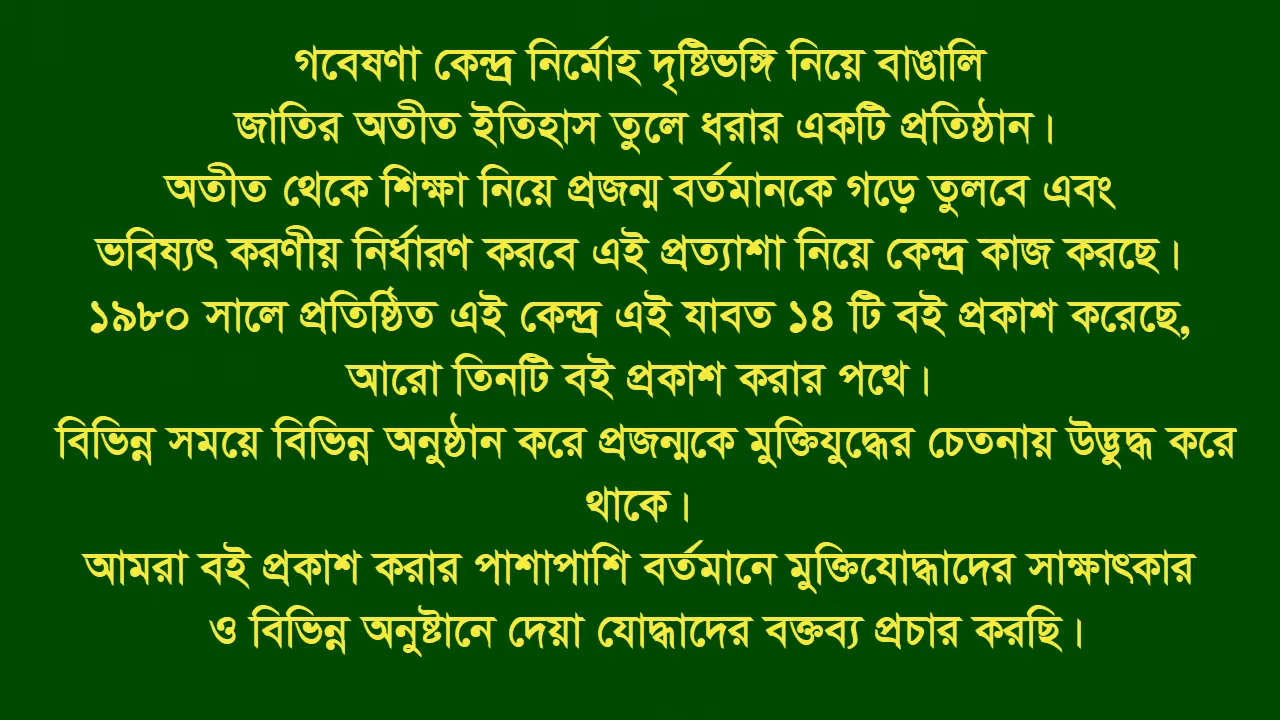 গবেষণা কেন্দ্র নির্মোহ দৃষ্টিভঙ্গি নিয়ে বাঙালি
জাতির অতীত ইতিহাস তুলে ধরার একটি প্রতিষ্ঠান।
অতীত থেকে শিক্ষা নিয়ে প্রজন্ম বর্তমানকে গড়ে তুলবে এবং
ভবিষ্যৎ করণীয় নির্ধারণ করবে এই প্রত্যাশা নিয়ে কেন্দ্র কাজ করছে।
১৯৮০ সালে প্রতিষ্ঠিত এই কেন্দ্র এই যাবত ১৪ টি বই প্রকাশ করেছে,
আরো তিনটি বই প্রকাশ করার পথে।
বিভিন্ন সময়ে বিভিন্ন অনুষ্ঠান করে প্রজন্মকে মুক্তিযুদ্ধের চেতনায় উদ্ভুদ্ধ করে
থাকে।
আমরা বই প্রকাশ করার পাশাপাশি বর্তমানে মুক্তিযোদ্ধাদের সাক্ষাৎকার
ও বিভিন্ন অনুষ্টানে দেয়া যোদ্ধাদের বক্তব্য প্রচার করছি।